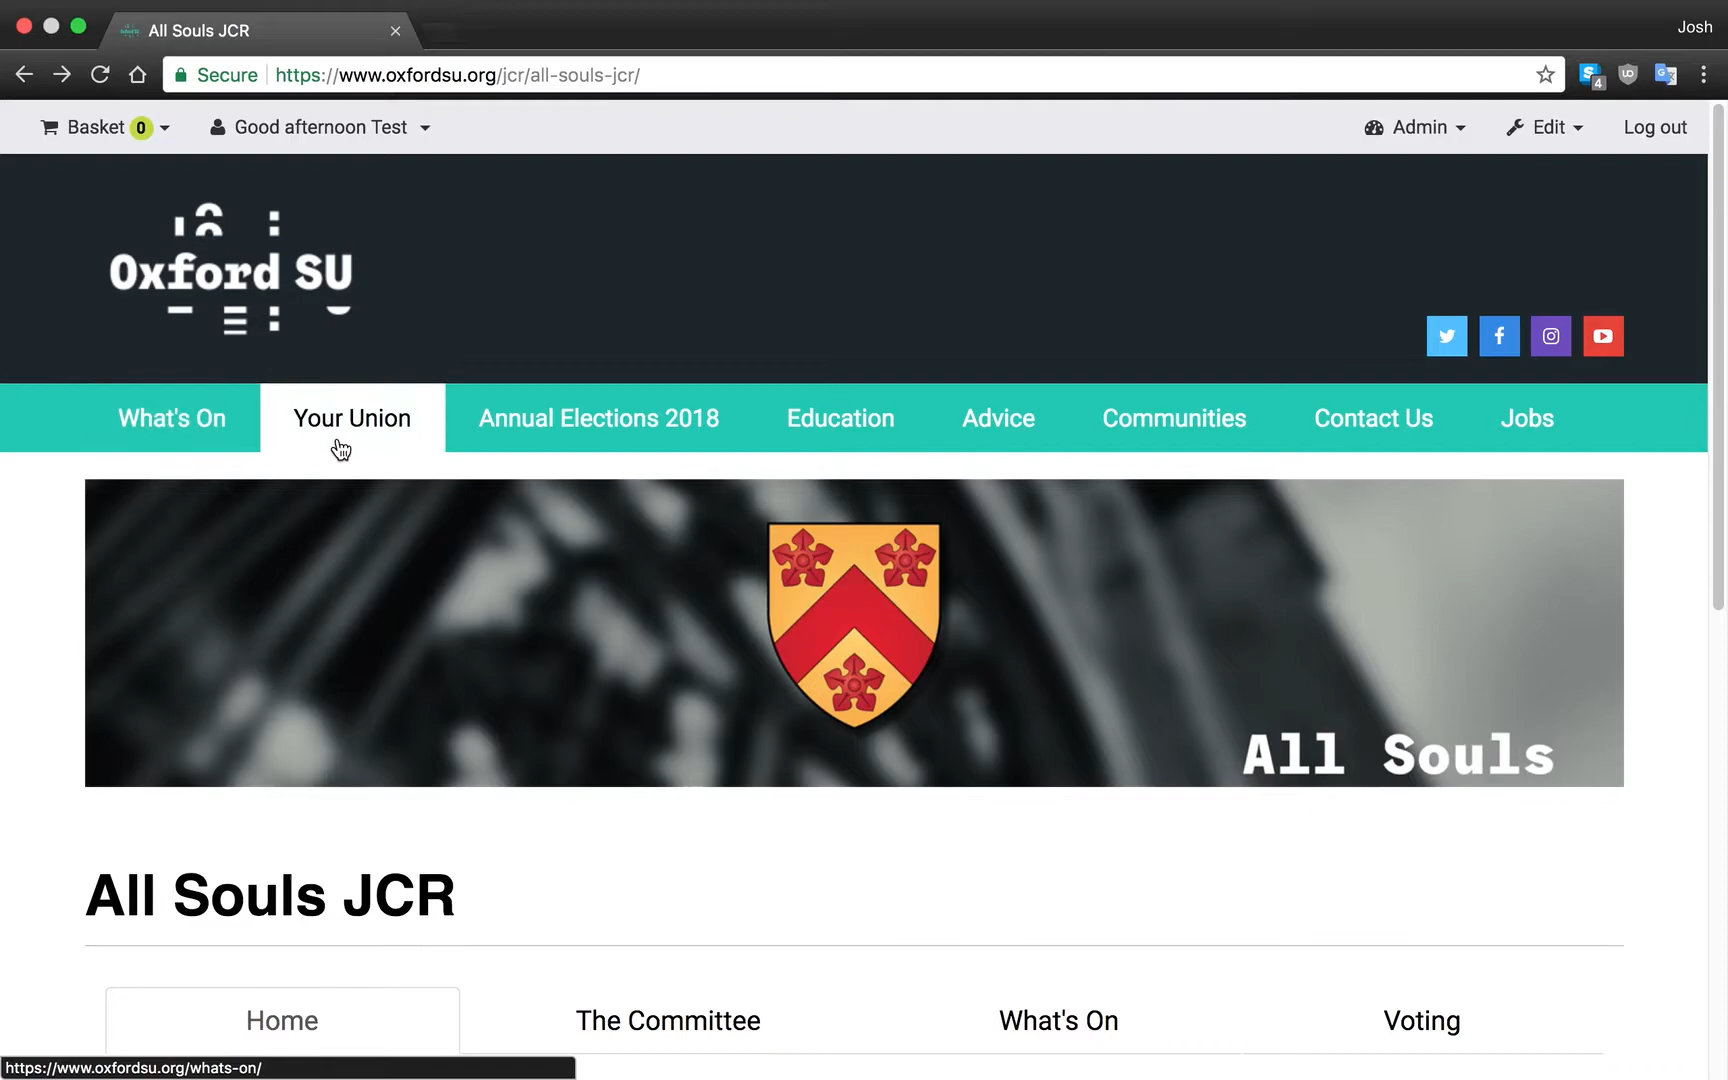 All Souls JCR
Josh
Secure
https://www.oxfordsu.org/jcr/all-souls-jcr/
4
Basket 0
Good afternoon Test
Admin
Edit
Log out
Oxford SU
What's On
Your Union
Annual Elections 2018
Education
Advice
Communities
Contact Us
Jobs
All Souls
All Souls JCR
Home
The Committee
What's On
Voting
https://www.oxfordsu.org/whats-on/